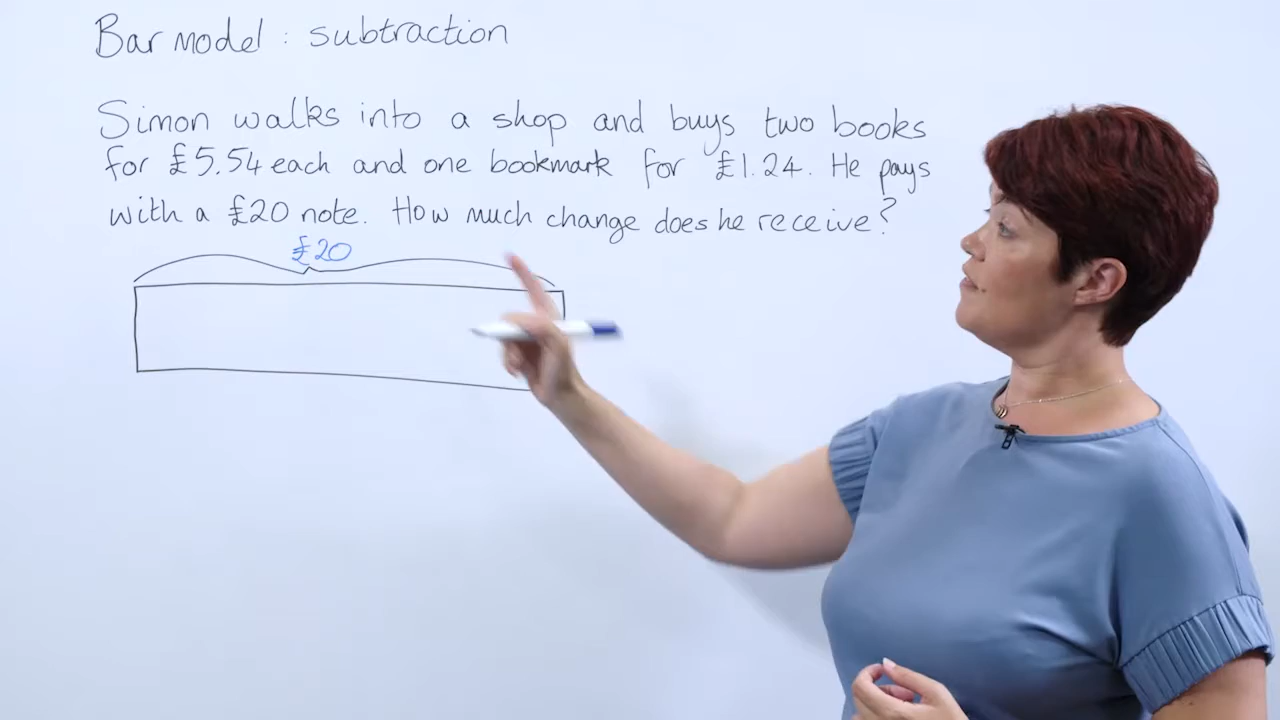 Bar model : subtraction
Simon walks into a shop and buys two books
for £5.54 each and one bookmark for £1.24. He pays
with a £20 note. How much change does he receive?
£20